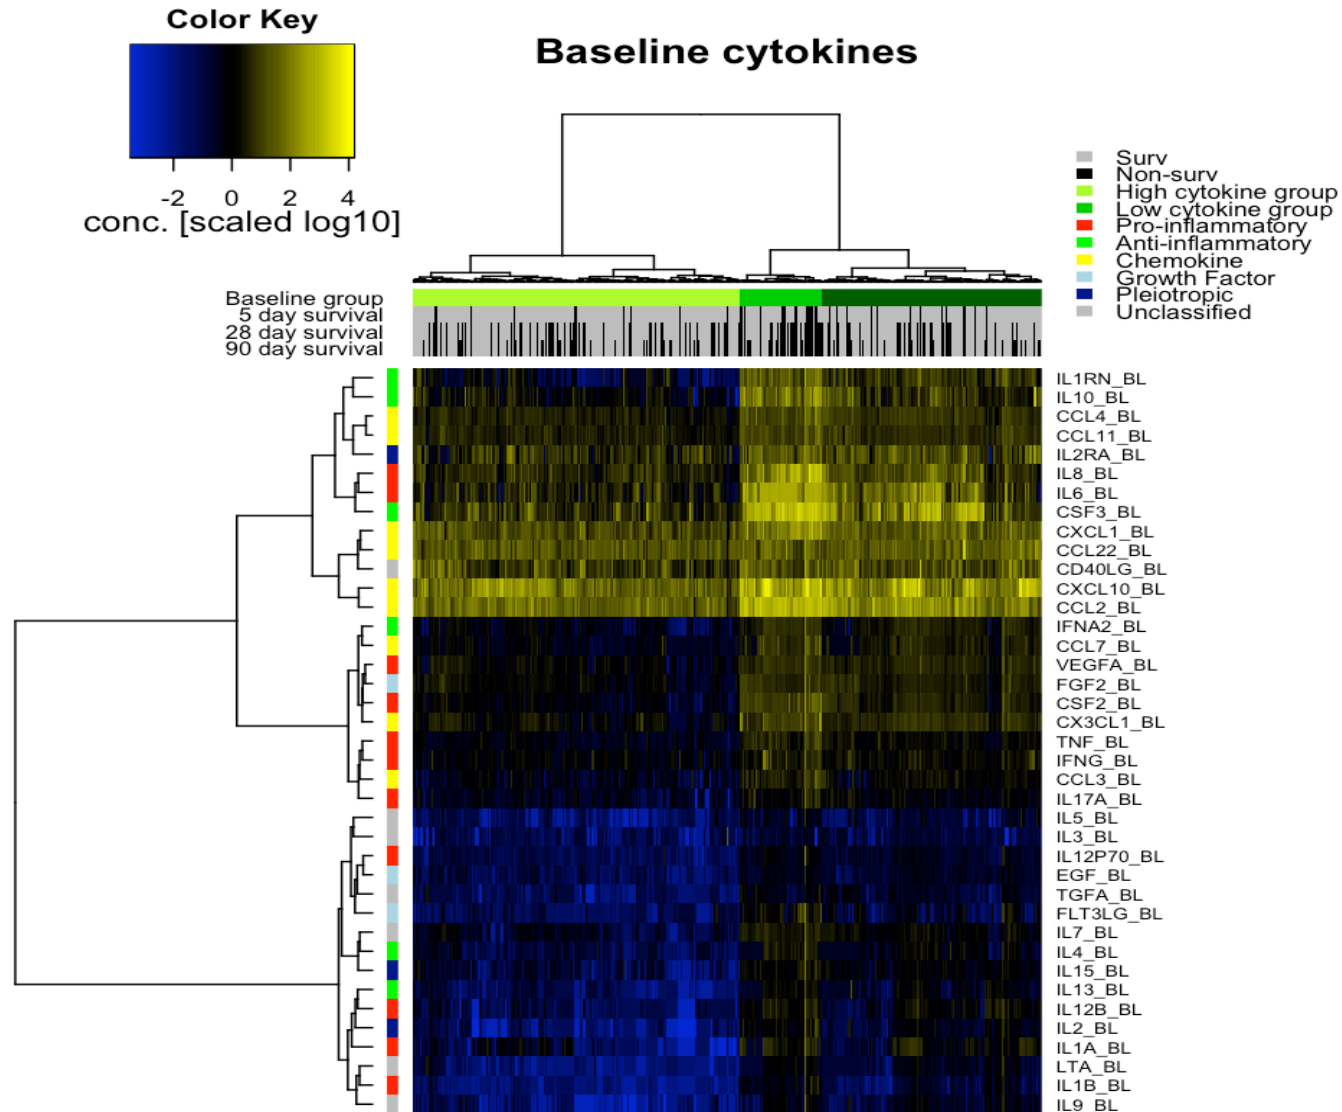 Color Key
Baseline cytokines
-2 0 2 4
conc. [scaled log10]
Surv
Non-surv
High cytokine group
Low cytokine group
Pro-inflammatory
Anti-inflammatory
Chemokine
Growth Factor
Pleiotropic
Unclassified
Baseline group
5 day survival
28 day survival
90 day survival
IL1RN_BL
IL10_BL
CCL4_BL
CCL11_BL
IL2RA_BL
IL8_BL
IL6_BL
CSF3_BL
CXCL1_BL
CCL22_BL
CD40LG_BL
CXCL10_BL
CCL2_BL
IFNA2_BL
CCL7_BL
VEGFA_BL
FGF2_BL
CSF2_BL
CX3CL1_BL
TNF_BL
IFNG_BL
CCL3_BL
IL17A_BL
IL5_BL
IL3_BL
IL12P70_BL
EGF_BL
TGFA_BL
FLT3LG_BL
IL7_BL
IL4_BL
IL15_BL
IL13_BL
IL12B_BL
IL2_BL
IL1A_BL
LTA_BL
IL1B_BL
IL9_BL